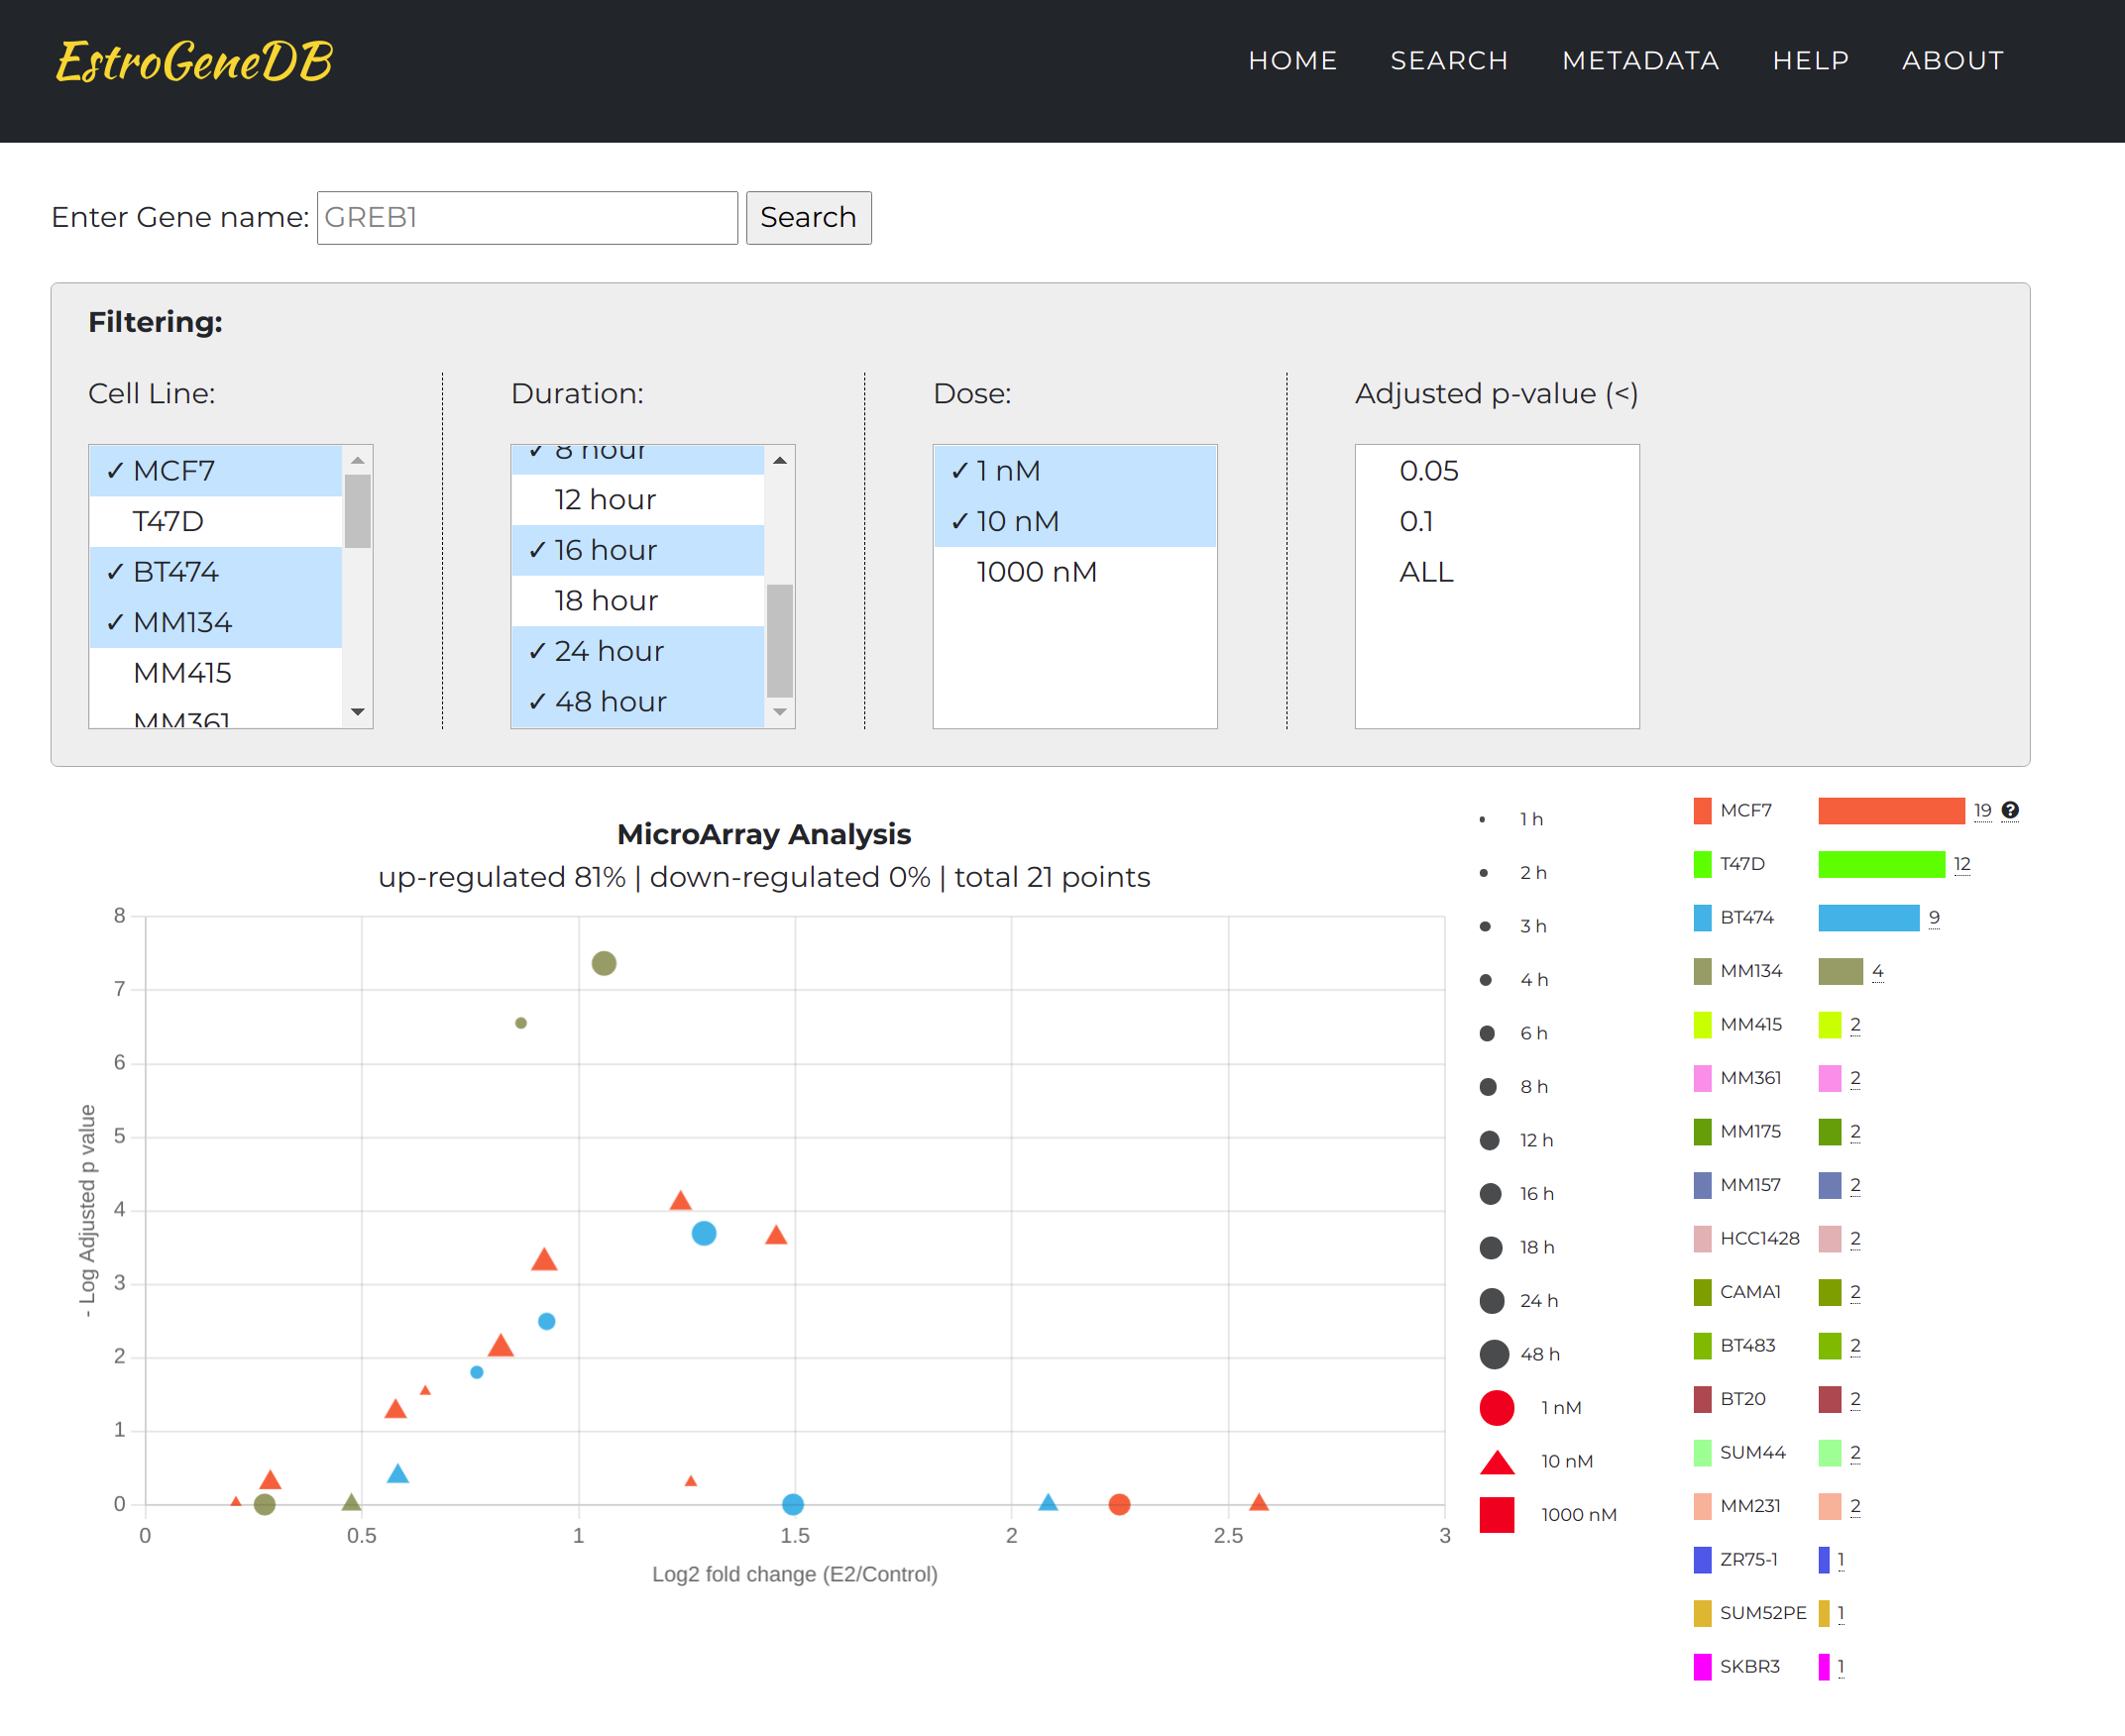 EstroGeneDB
HOME SEARCH METADATA HELP ABOUT
Enter Gene name: GREB1 Search
Filtering:
Cell Line: Duration: Dose: Adjusted p-value (<)
✓ MCF7
T47D
✓ BT474
✓ MM134
MM415
MM361
✓ 8 hour
12 hour
✓ 16 hour
18 hour
✓ 24 hour
✓ 48 hour
✓ 1 nM
✓ 10 nM
1000 nM
0.05
0.1
ALL
MicroArray Analysis
up-regulated 81% | down-regulated 0% | total 21 points
- Log Adjusted p value
8
7
6
5
4
3
2
1
0
0 0.5 1 1.5 2 2.5 3
Log2 fold change (E2/Control)
1 h
2 h
3 h
4 h
6 h
8 h
12 h
16 h
18 h
24 h
48 h
1 nM
10 nM
1000 nM
MCF7 19 ?
T47D 12
BT474 9
MM134 4
MM415 2
MM361 2
MM175 2
MM157 2
HCC1428 2
CAMA1 2
BT483 2
BT20 2
SUM44 2
MM231 2
ZR75-1 1
SUM52PE 1
SKBR3 1